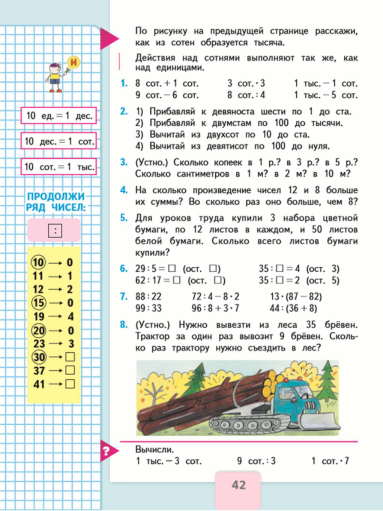 По рисунку на предыдущей странице расскажи,
как из сотен образуется тысяча.
Действия над сотнями выполняют так же, как
над единицами.
1. 8 сот. + 1 сот. 3 сот. · 3 1 тыс. − 1 сот.
9 сот. − 6 сот. 8 сот. : 4 1 тыс. − 5 сот.
2. 1) Прибавляй к девяноста шести по 1 до ста.
2) Прибавляй к двумстам по 100 до тысячи.
3) Вычитай из двухсот по 10 до ста.
4) Вычитай из девятисот по 100 до нуля.
3. (Устно.) Сколько копеек в 1 р.? в 3 р.? в 5 р.?
Сколько сантиметров в 1 м? в 2 м? в 10 м?
4. На сколько произведение чисел 12 и 8 больше
их суммы? Во сколько раз оно больше, чем 8?
5. Для уроков труда купили 3 набора цветной
бумаги, по 12 листов в каждом, и 50 листов
белой бумаги. Сколько всего листов бумаги
купили?
6. 29 : 5 = □ (ост. □) 35 : □ = 4 (ост. 3)
62 : 17 = □ (ост. □) 35 : □ = 2 (ост. 5)
7. 88 : 22 72 : 4 − 8 · 2 13 · (87 − 82)
99 : 33 96 : 8 + 3 · 7 44 : (36 + 8)
8. (Устно.) Нужно вывезти из леса 35 брёвен.
Трактор за один раз вывозит 9 брёвен. Сколь-
ко раз трактору нужно съездить в лес?
Н
10 ед. = 1 дес.
10 дес. = 1 сот.
10 сот. = 1 тыс.
ПРОДОЛЖИ
РЯД ЧИСЕЛ:
:
10 → 0
11 → 1
12 → 2
15 → 0
19 → 4
20 → 0
23 → 3
30 → □
37 → □
41 → □
?
Вычисли.
1 тыс. − 3 сот. 9 сот. : 3 1 сот. · 7
42